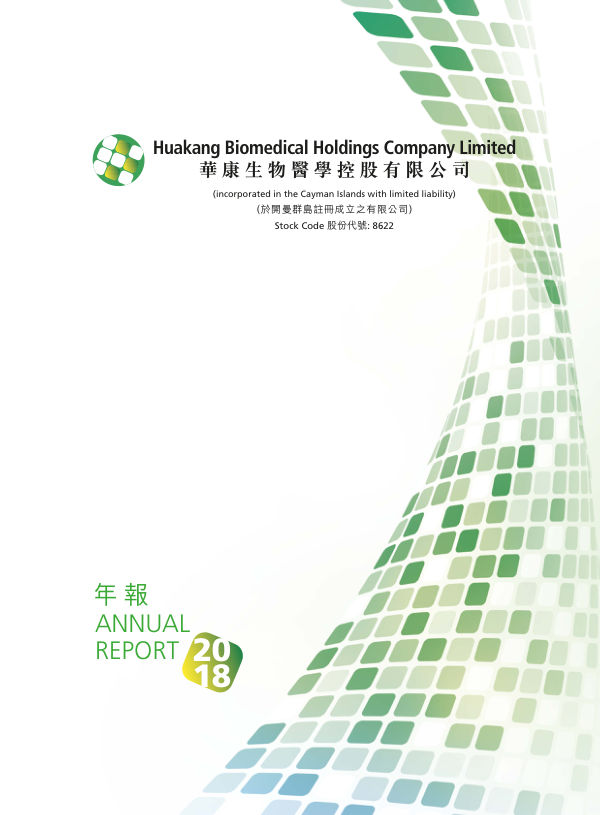 Huakang Biomedical Holdings Company Limited
華康生物醫學控股有限公司
(incorporated in the Cayman Islands with limited liability)
(於開曼群島註冊成立之有限公司)
Stock Code 股份代號: 8622
年報
ANNUAL
REPORT 20
18